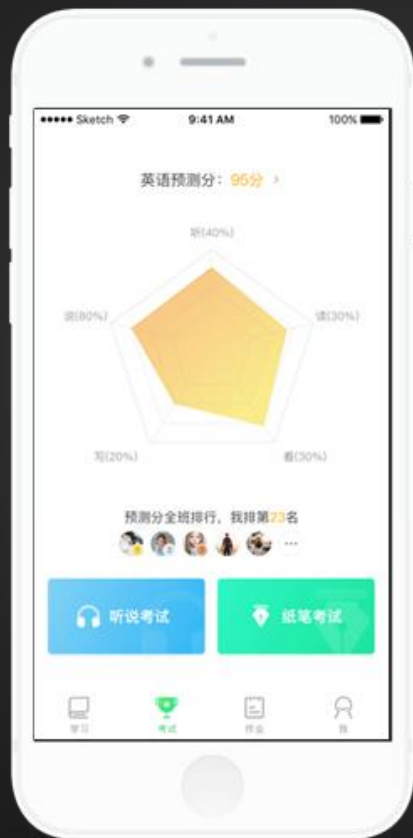 Sketch 9:41 AM 100%
英语预测分：95分 >
听(40%)
说(80%) 读(30%)
写(20%) 看(30%)
预测分全班排行，我排第23名
...
听说考试 纸笔考试
学习 考试 作业 我